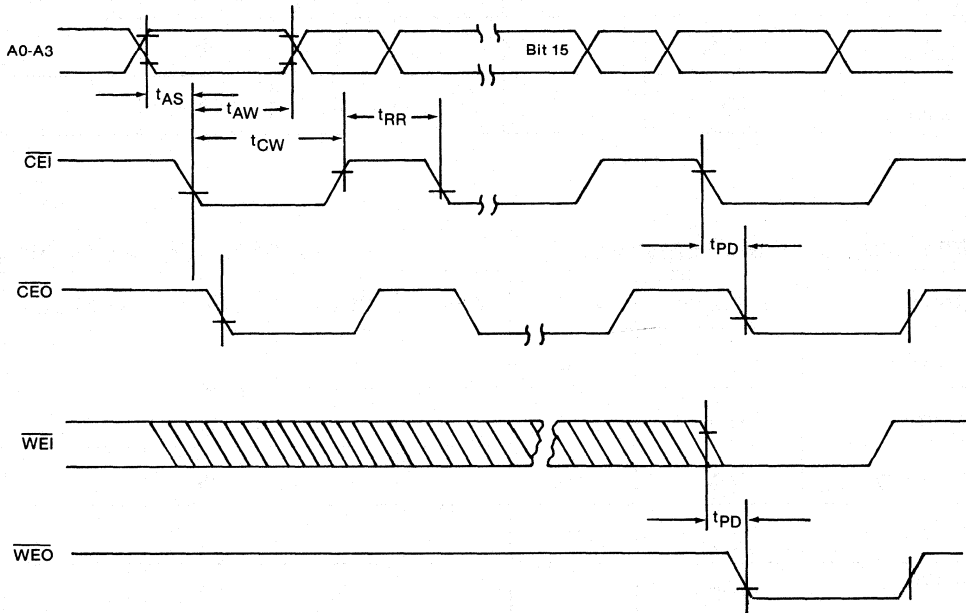 A0-A3
Bit 15
tAS
tAW
tRR
tCW
CEI
tPD
CEO
WEI
tPD
WEO